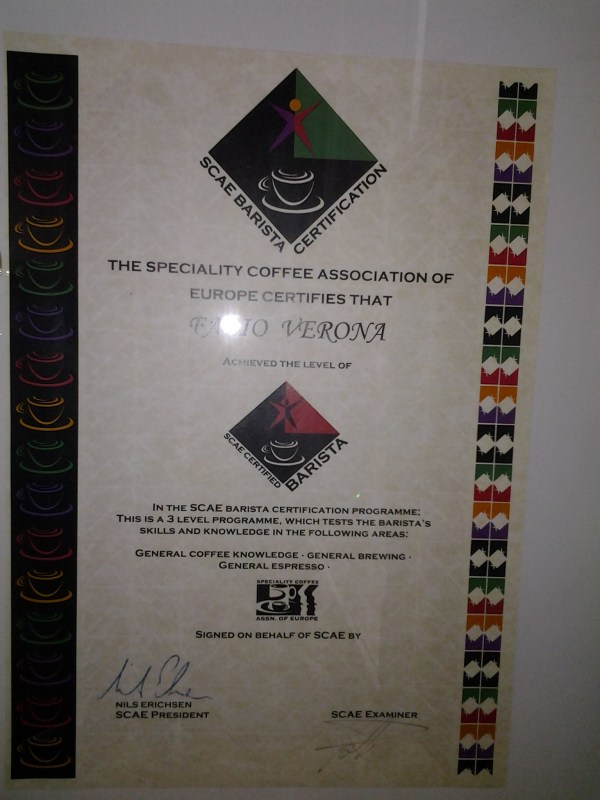 SCAE BARISTA CERTIFICATION
THE SPECIALITY COFFEE ASSOCIATION OF
EUROPE CERTIFIES THAT
FABIO VERONA
ACHIEVED THE LEVEL OF
SCAE CERTIFIED
BARISTA
IN THE SCAE BARISTA CERTIFICATION PROGRAMME;
THIS IS A 3 LEVEL PROGRAMME, WHICH TESTS THE BARISTA'S
SKILLS AND KNOWLEDGE IN THE FOLLOWING AREAS:
GENERAL COFFEE KNOWLEDGE · GENERAL BREWING ·
GENERAL ESPRESSO ·
SPECIALITY COFFEE
ASSN. OF EUROPE
SIGNED ON BEHALF OF SCAE BY
NILS ERICHSEN
SCAE PRESIDENT
SCAE EXAMINER